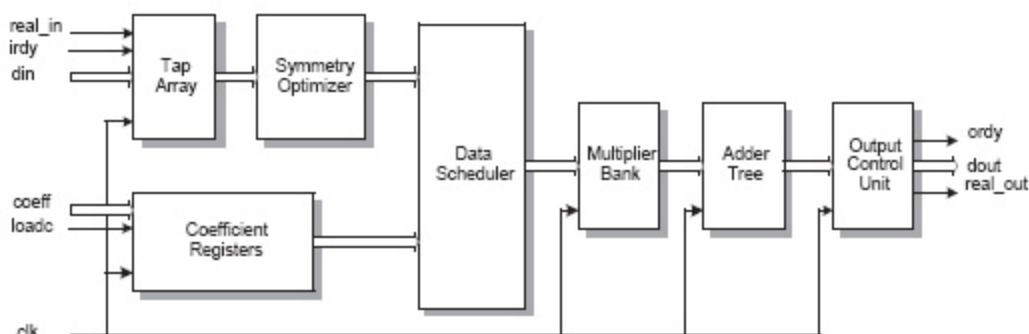 real_in
irdy
din
Tap
Array
Symmetry
Optimizer
coeff
loadc
Coefficient
Registers
clk
Data
Scheduler
Multiplier
Bank
Adder
Tree
Output
Control
Unit
ordy
dout
real_out